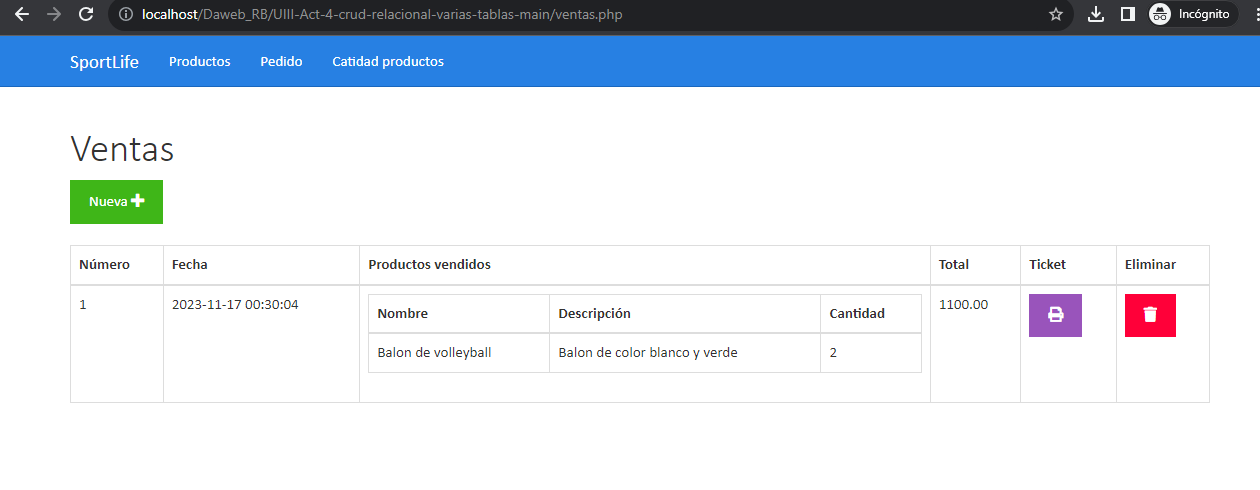 localhost/Daweb_RB/UIII-Act-4-crud-relacional-varias-tablas-main/ventas.php Incógnito
SportLife Productos Pedido Catidad productos
Ventas
Nueva
Número Fecha Productos vendidos Total Ticket Eliminar
1 2023-11-17 00:30:04 1100.00
Nombre Descripción Cantidad
Balon de volleyball Balon de color blanco y verde 2